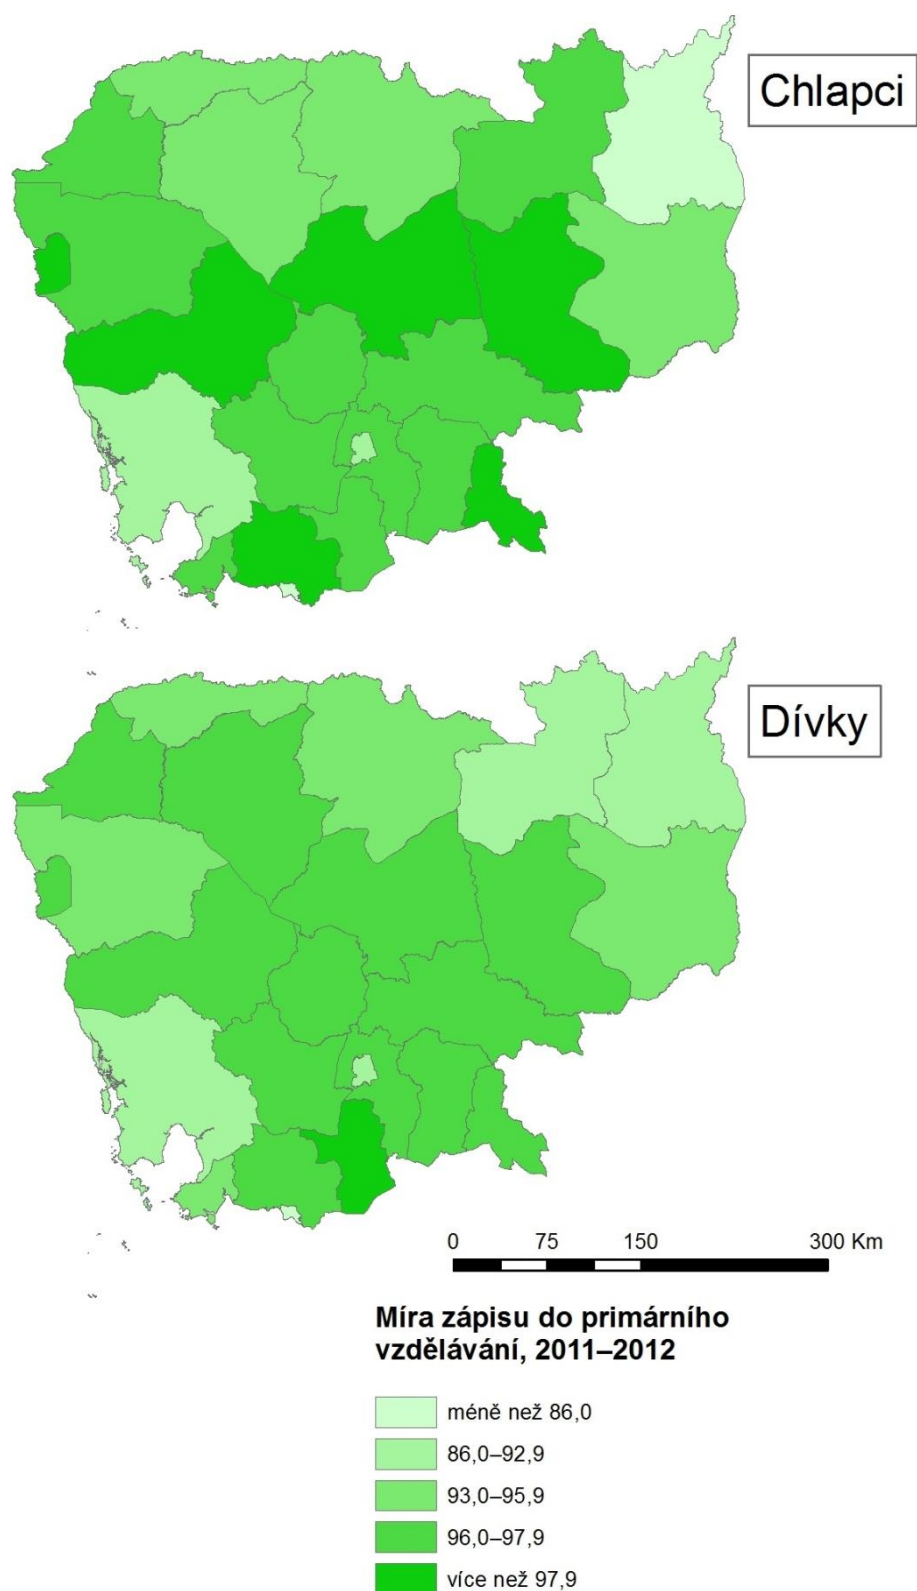 Chlapci
Dívky
0 75 150 300 Km
Míra zápisu do primárního
vzdělávání, 2011–2012
méně než 86,0
86,0–92,9
93,0–95,9
96,0–97,9
více než 97,9